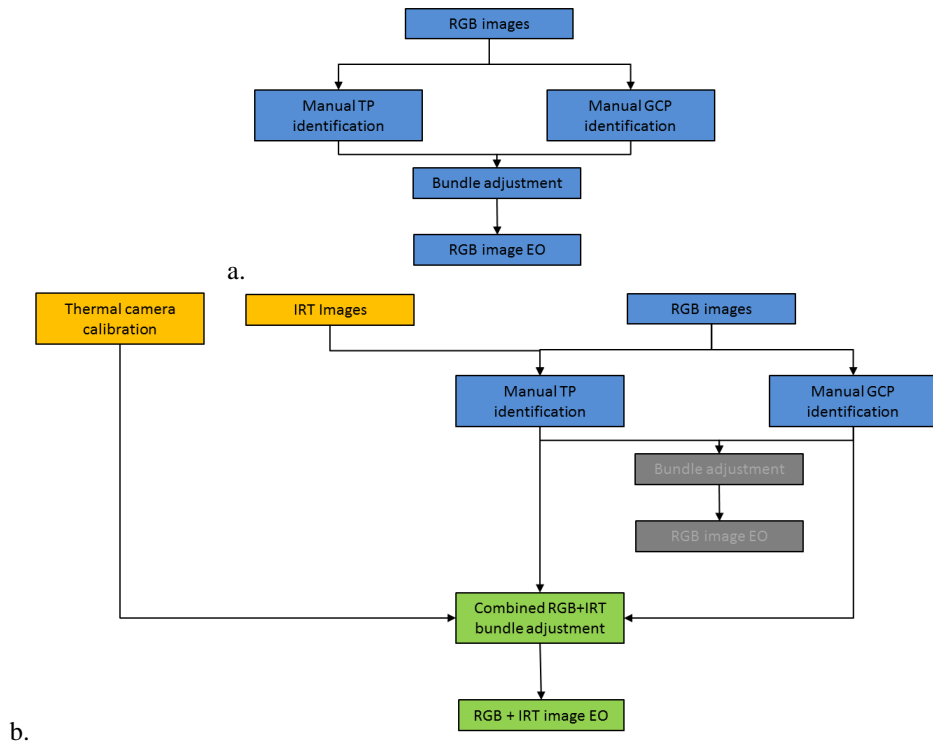 RGB images
Manual TP
identification
Manual GCP
identification
Bundle adjustment
RGB image EO
a.
Thermal camera
calibration
IRT Images
RGB images
Manual TP
identification
Manual GCP
identification
Bundle adjustment
RGB image EO
Combined RGB+IRT
bundle adjustment
RGB + IRT image EO
b.